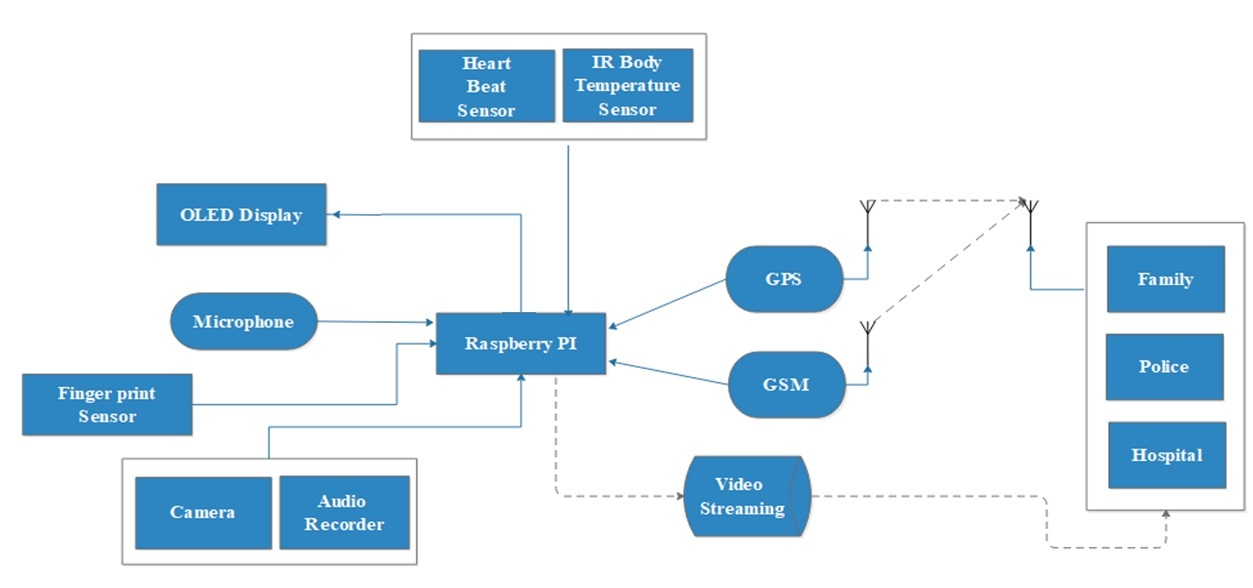 Heart
Beat
Sensor
IR Body
Temperature
Sensor
OLED Display
GPS
Family
Microphone
Raspberry PI
Police
Finger print
Sensor
GSM
Hospital
Camera
Audio
Recorder
Video
Streaming